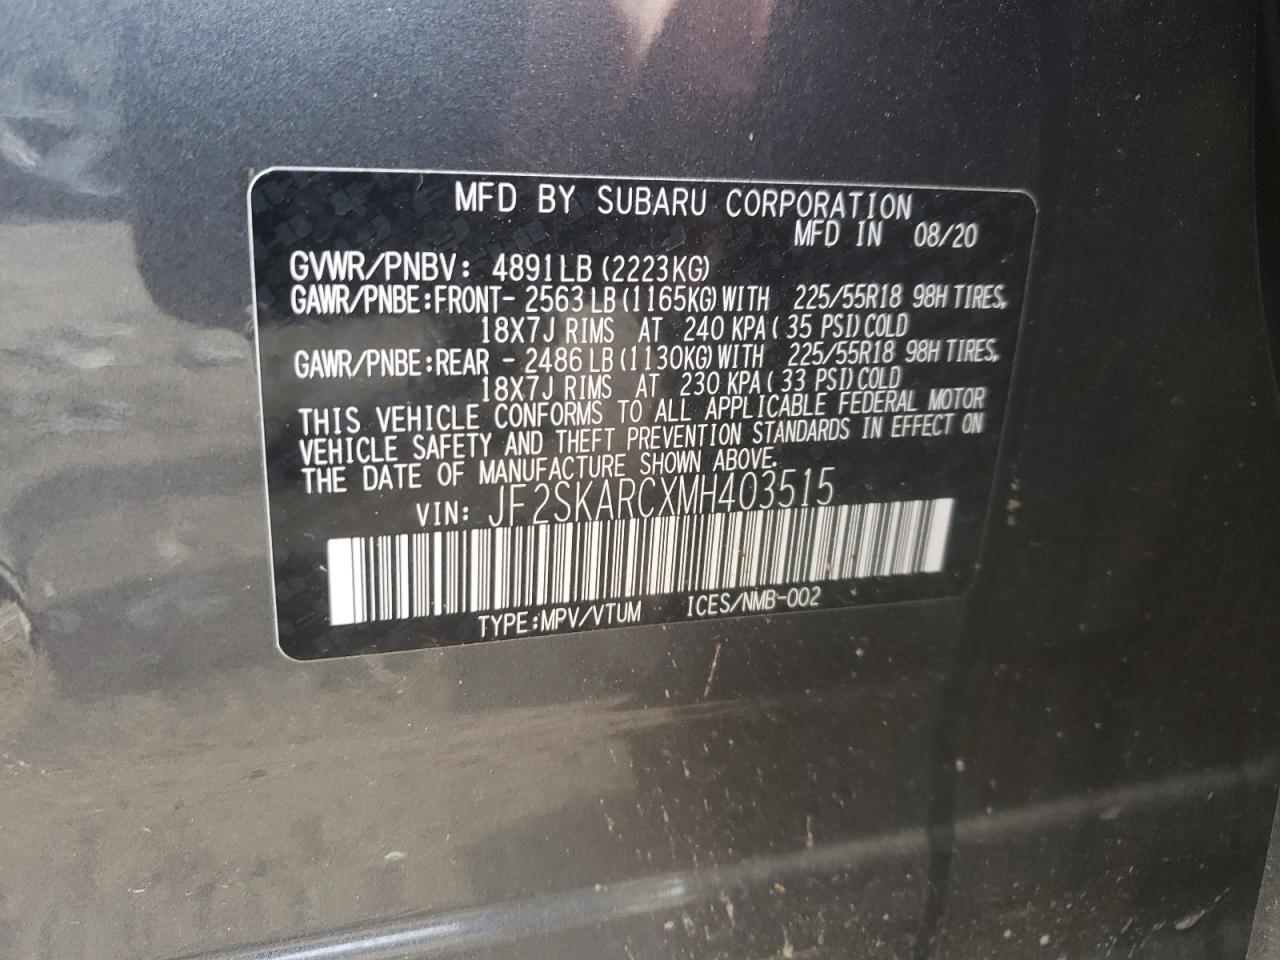 MFD BY SUBARU CORPORATION
MFD IN 08/20
GVWR/PNBV: 4891LB (2223KG)
GAWR/PNBE:FRONT- 2563 LB (1165KG) WITH 225/55R18 98H TIRES,
18X7J RIMS AT 240 KPA ( 35 PSI) COLD
GAWR/PNBE:REAR - 2486 LB (1130KG) WITH 225/55R18 98H TIRES,
18X7J RIMS AT 230 KPA ( 33 PSI) COLD
THIS VEHICLE CONFORMS TO ALL APPLICABLE FEDERAL MOTOR
VEHICLE SAFETY AND THEFT PREVENTION STANDARDS IN EFFECT ON
THE DATE OF MANUFACTURE SHOWN ABOVE.
VIN: JF2SKARCXMH403515
TYPE:MPV/VTUM ICES/NMB-002